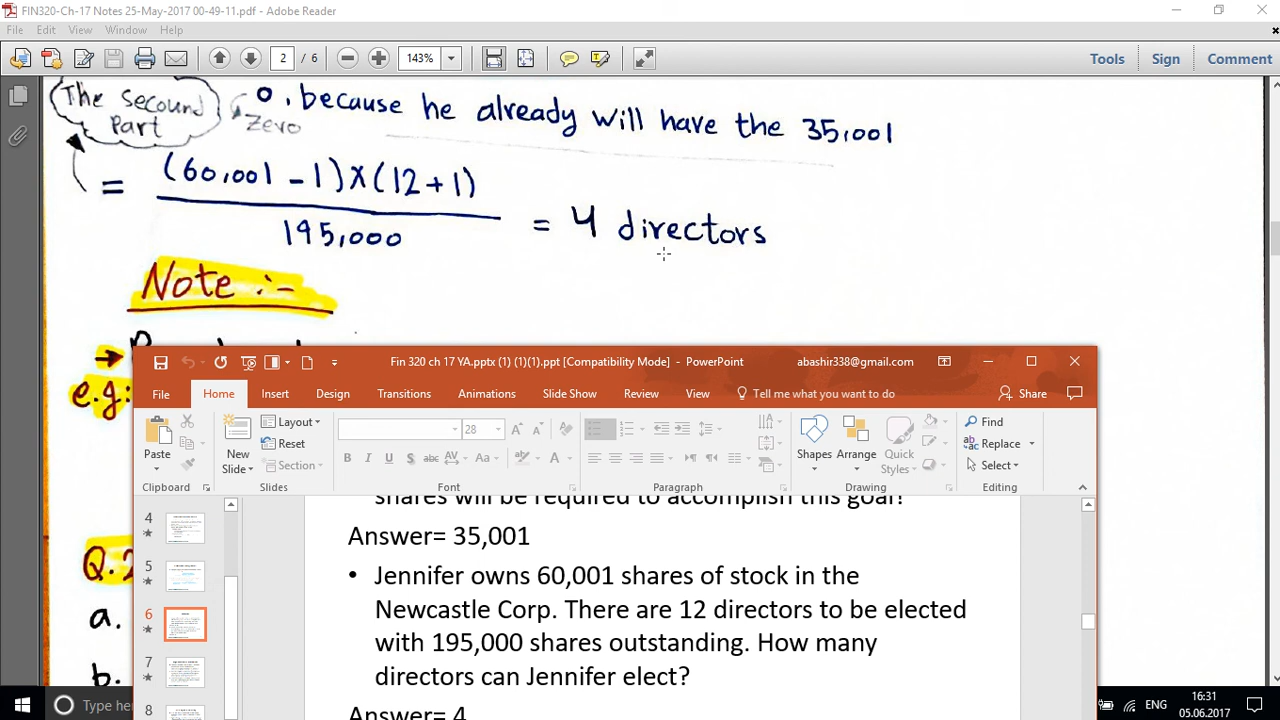 FIN320-Ch-17 Notes 25-May-2017 00-49-11.pdf - Adobe Reader
File Edit View Window Help
2 / 6 143% Tools Sign Comment
The Secound Part
Zero
0, because he already will have the 35,001
= (60,001 - 1) X (12 + 1)
195,000
= 4 directors
Note :-
e.g:
Fin 320 ch 17 YA.pptx (1) (1)(1).ppt [Compatibility Mode] - PowerPoint abashir338@gmail.com
File Home Insert Design Transitions Animations Slide Show Review View Tell me what you want to do Share
Paste New Slide Layout Reset Section 28 Shapes Arrange Quick Styles Find Replace Select
Clipboard Slides Font Paragraph Drawing Editing
shares will be required to accomplish this goal?
4
Answer= 35,001
5
• Jennifer owns 60,001 shares of stock in the
6
Newcastle Corp. There are 12 directors to be elected
with 195,000 shares outstanding. How many
7
directors can Jennifer elect?
8
Answer= 4
Q.2
a.
b.
Type here
ENG 16:31
05.06.2017